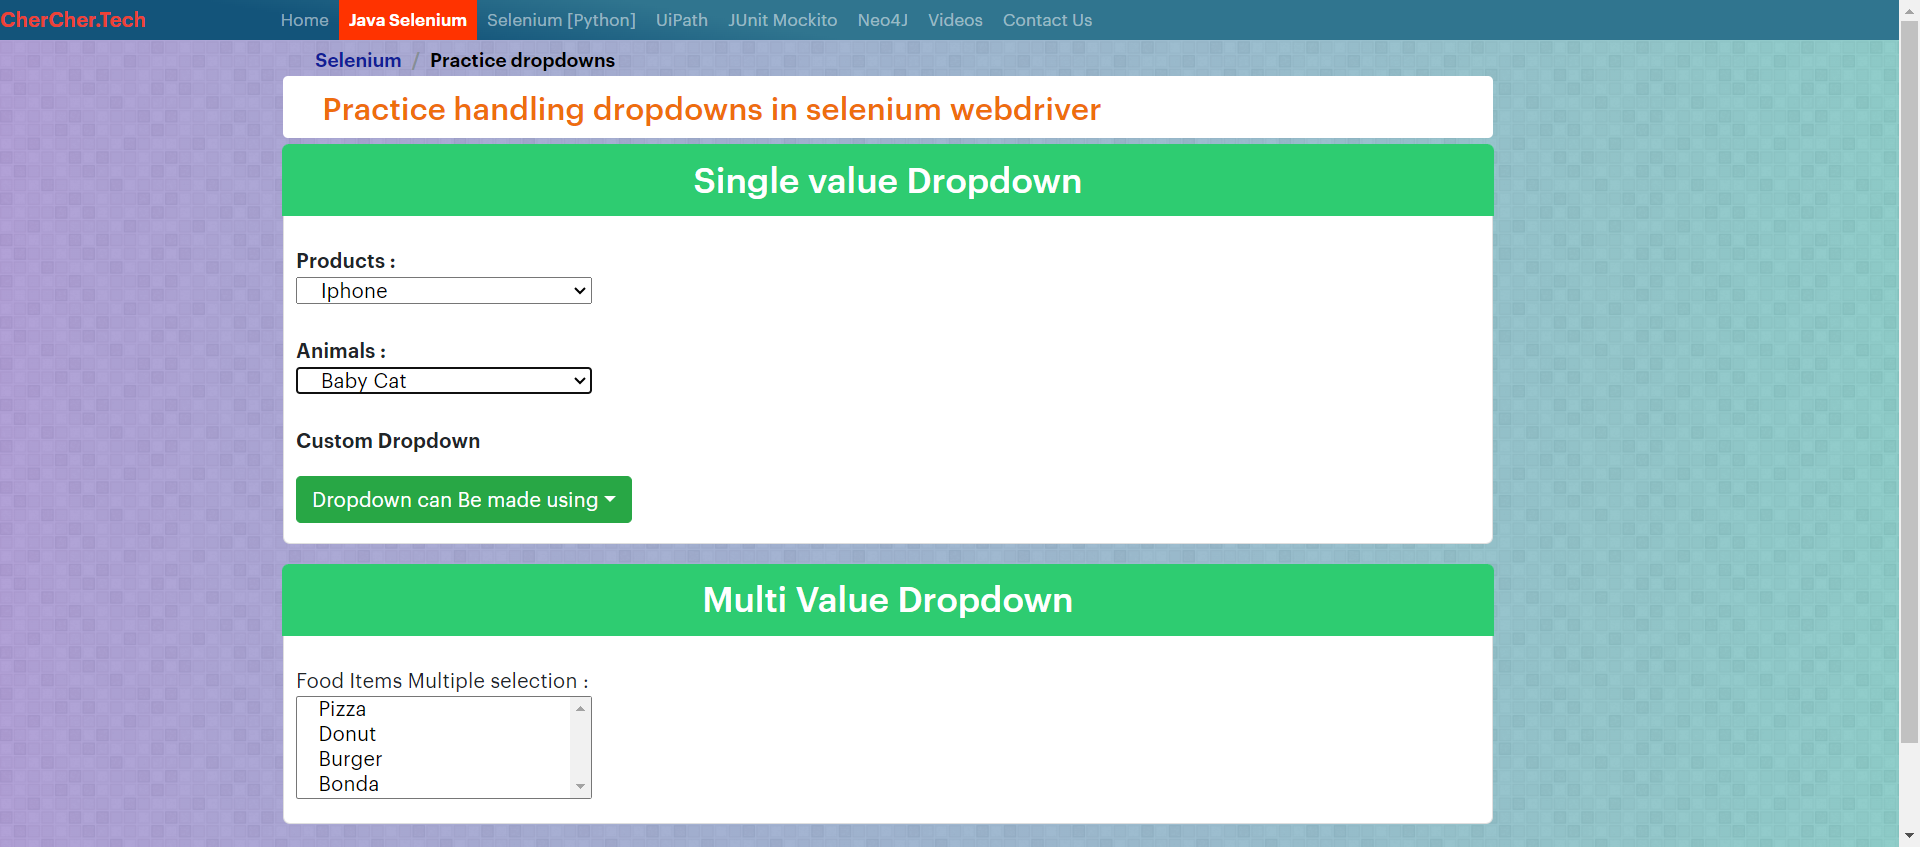 CherCher.Tech Home Java Selenium Selenium [Python] UiPath JUnit Mockito Neo4J Videos Contact Us
Selenium / Practice dropdowns
Practice handling dropdowns in selenium webdriver
Single value Dropdown
Products :
Iphone
Animals :
Baby Cat
Custom Dropdown
Dropdown can Be made using
Multi Value Dropdown
Food Items Multiple selection :
Pizza
Donut
Burger
Bonda